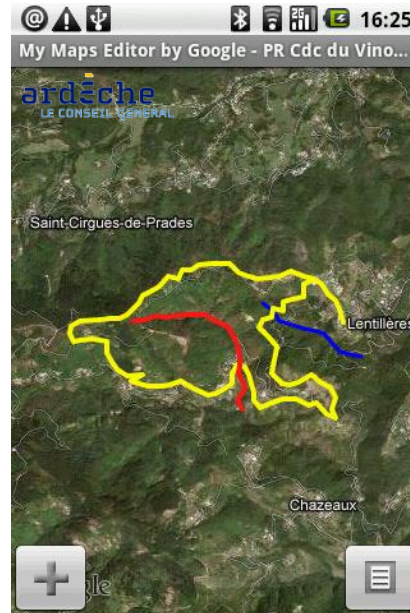 16:25
My Maps Editor by Google - PR Cdc du Vino...
ardèche
LE CONSEIL GENERAL
Saint-Cirgues-de-Prades
Lentillères
Chazeaux